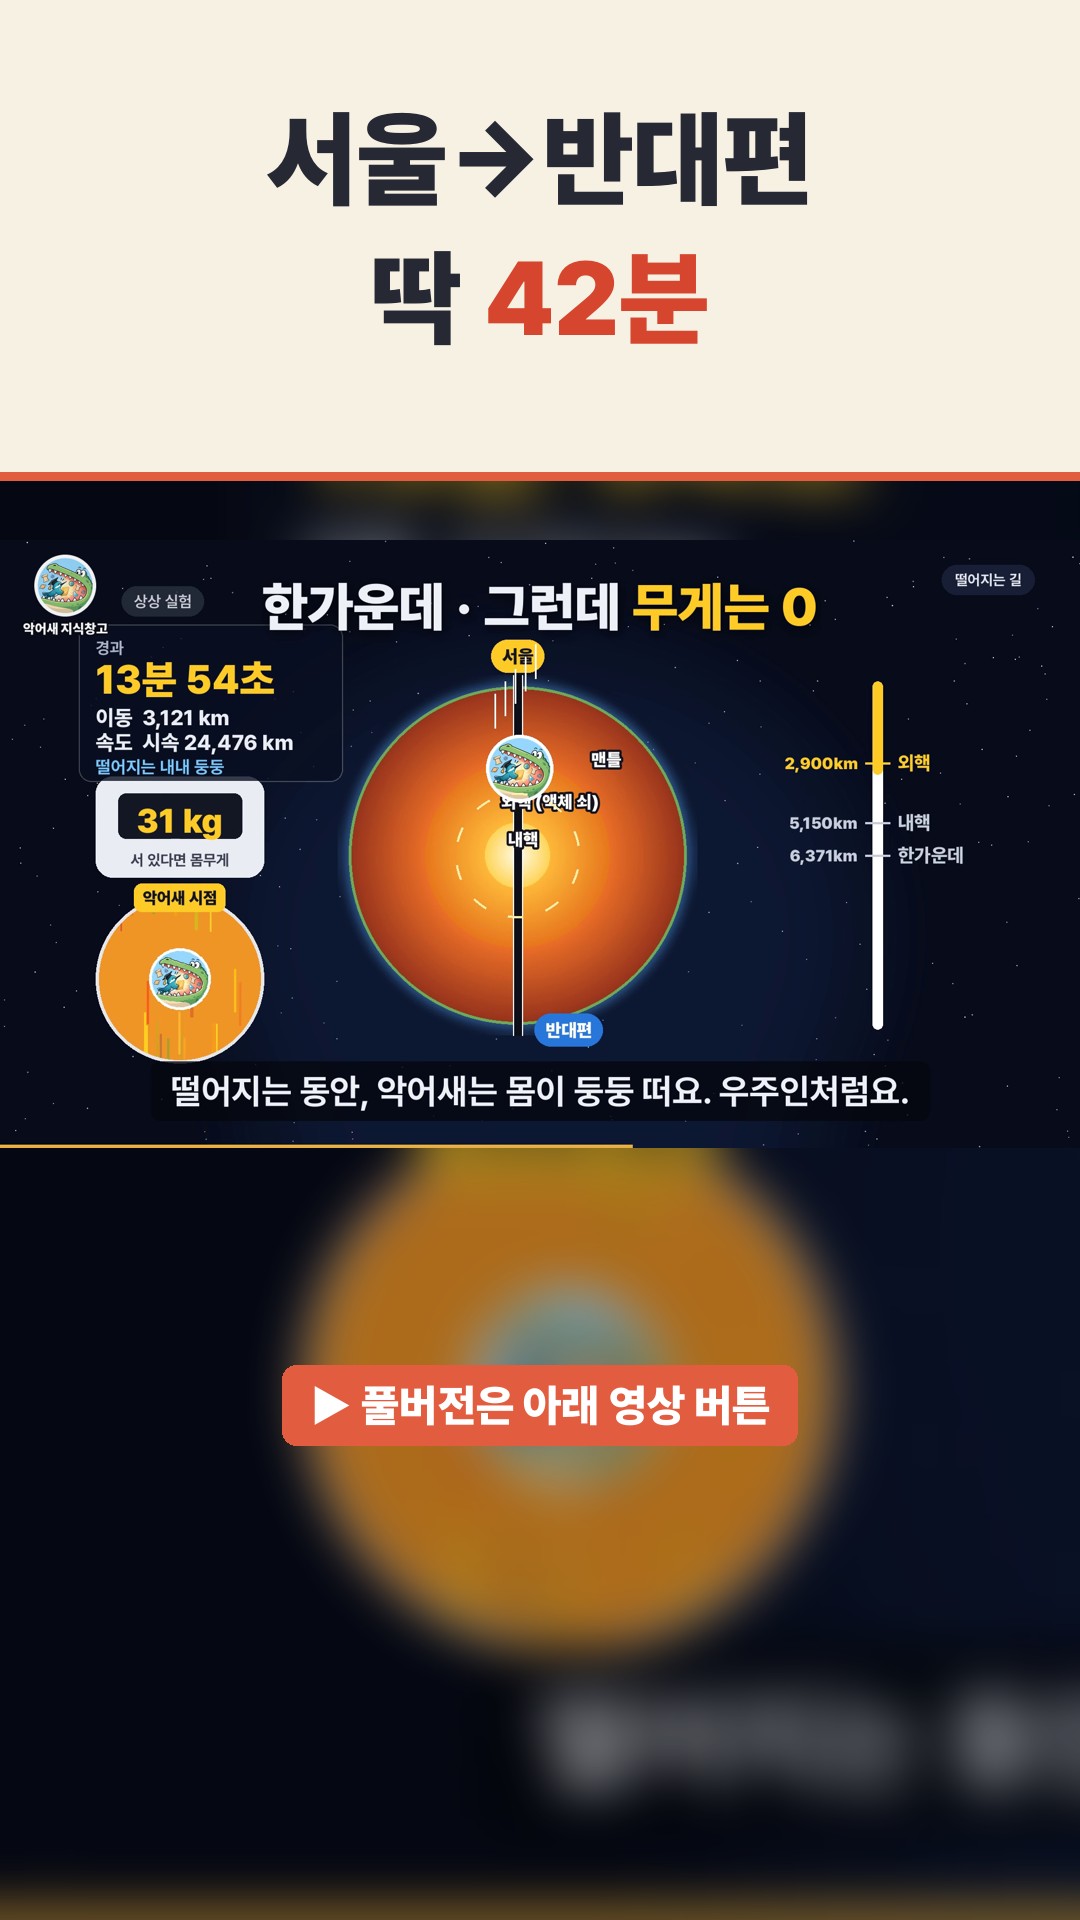 서울→반대편
딱 42분
악어새 지식창고
상상 실험
한가운데 · 그런데 무게는 0
떨어지는 길
경과
13분 54초
이동 3,121 km
속도 시속 24,476 km
떨어지는 내내 둥둥
31 kg
서 있다면 몸무게
악어새 시점
서울
맨틀
외핵 (액체 쇠)
내핵
반대편
2,900km 외핵
5,150km 내핵
6,371km 한가운데
떨어지는 동안, 악어새는 몸이 둥둥 떠요. 우주인처럼요.
▶ 풀버전은 아래 영상 버튼